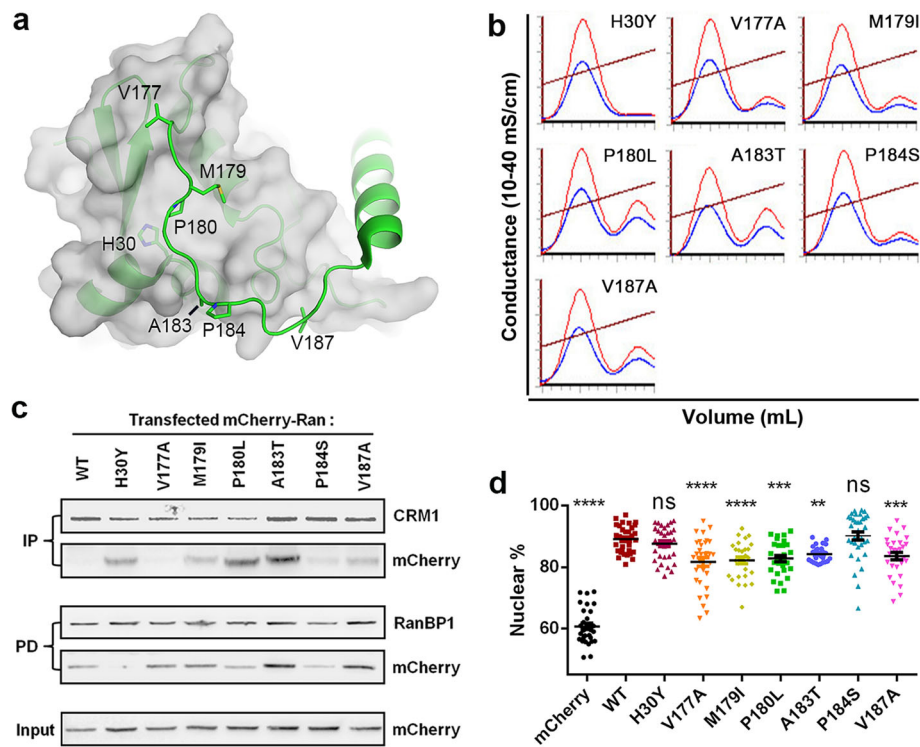 a
V177
M179
P180
H30
A183
P184
V187
b
H30Y
V177A
M179I
P180L
A183T
P184S
V187A
Conductance (10-40 mS/cm)
Volume (mL)
c
Transfected mCherry-Ran :
WT
H30Y
V177A
M179I
P180L
A183T
P184S
V187A
IP
CRM1
mCherry
PD
RanBP1
mCherry
Input
mCherry
d
**** ns **** **** *** ** ns ***
100
80
60
Nuclear %
mCherry
WT
H30Y
V177A
M179I
P180L
A183T
P184S
V187A